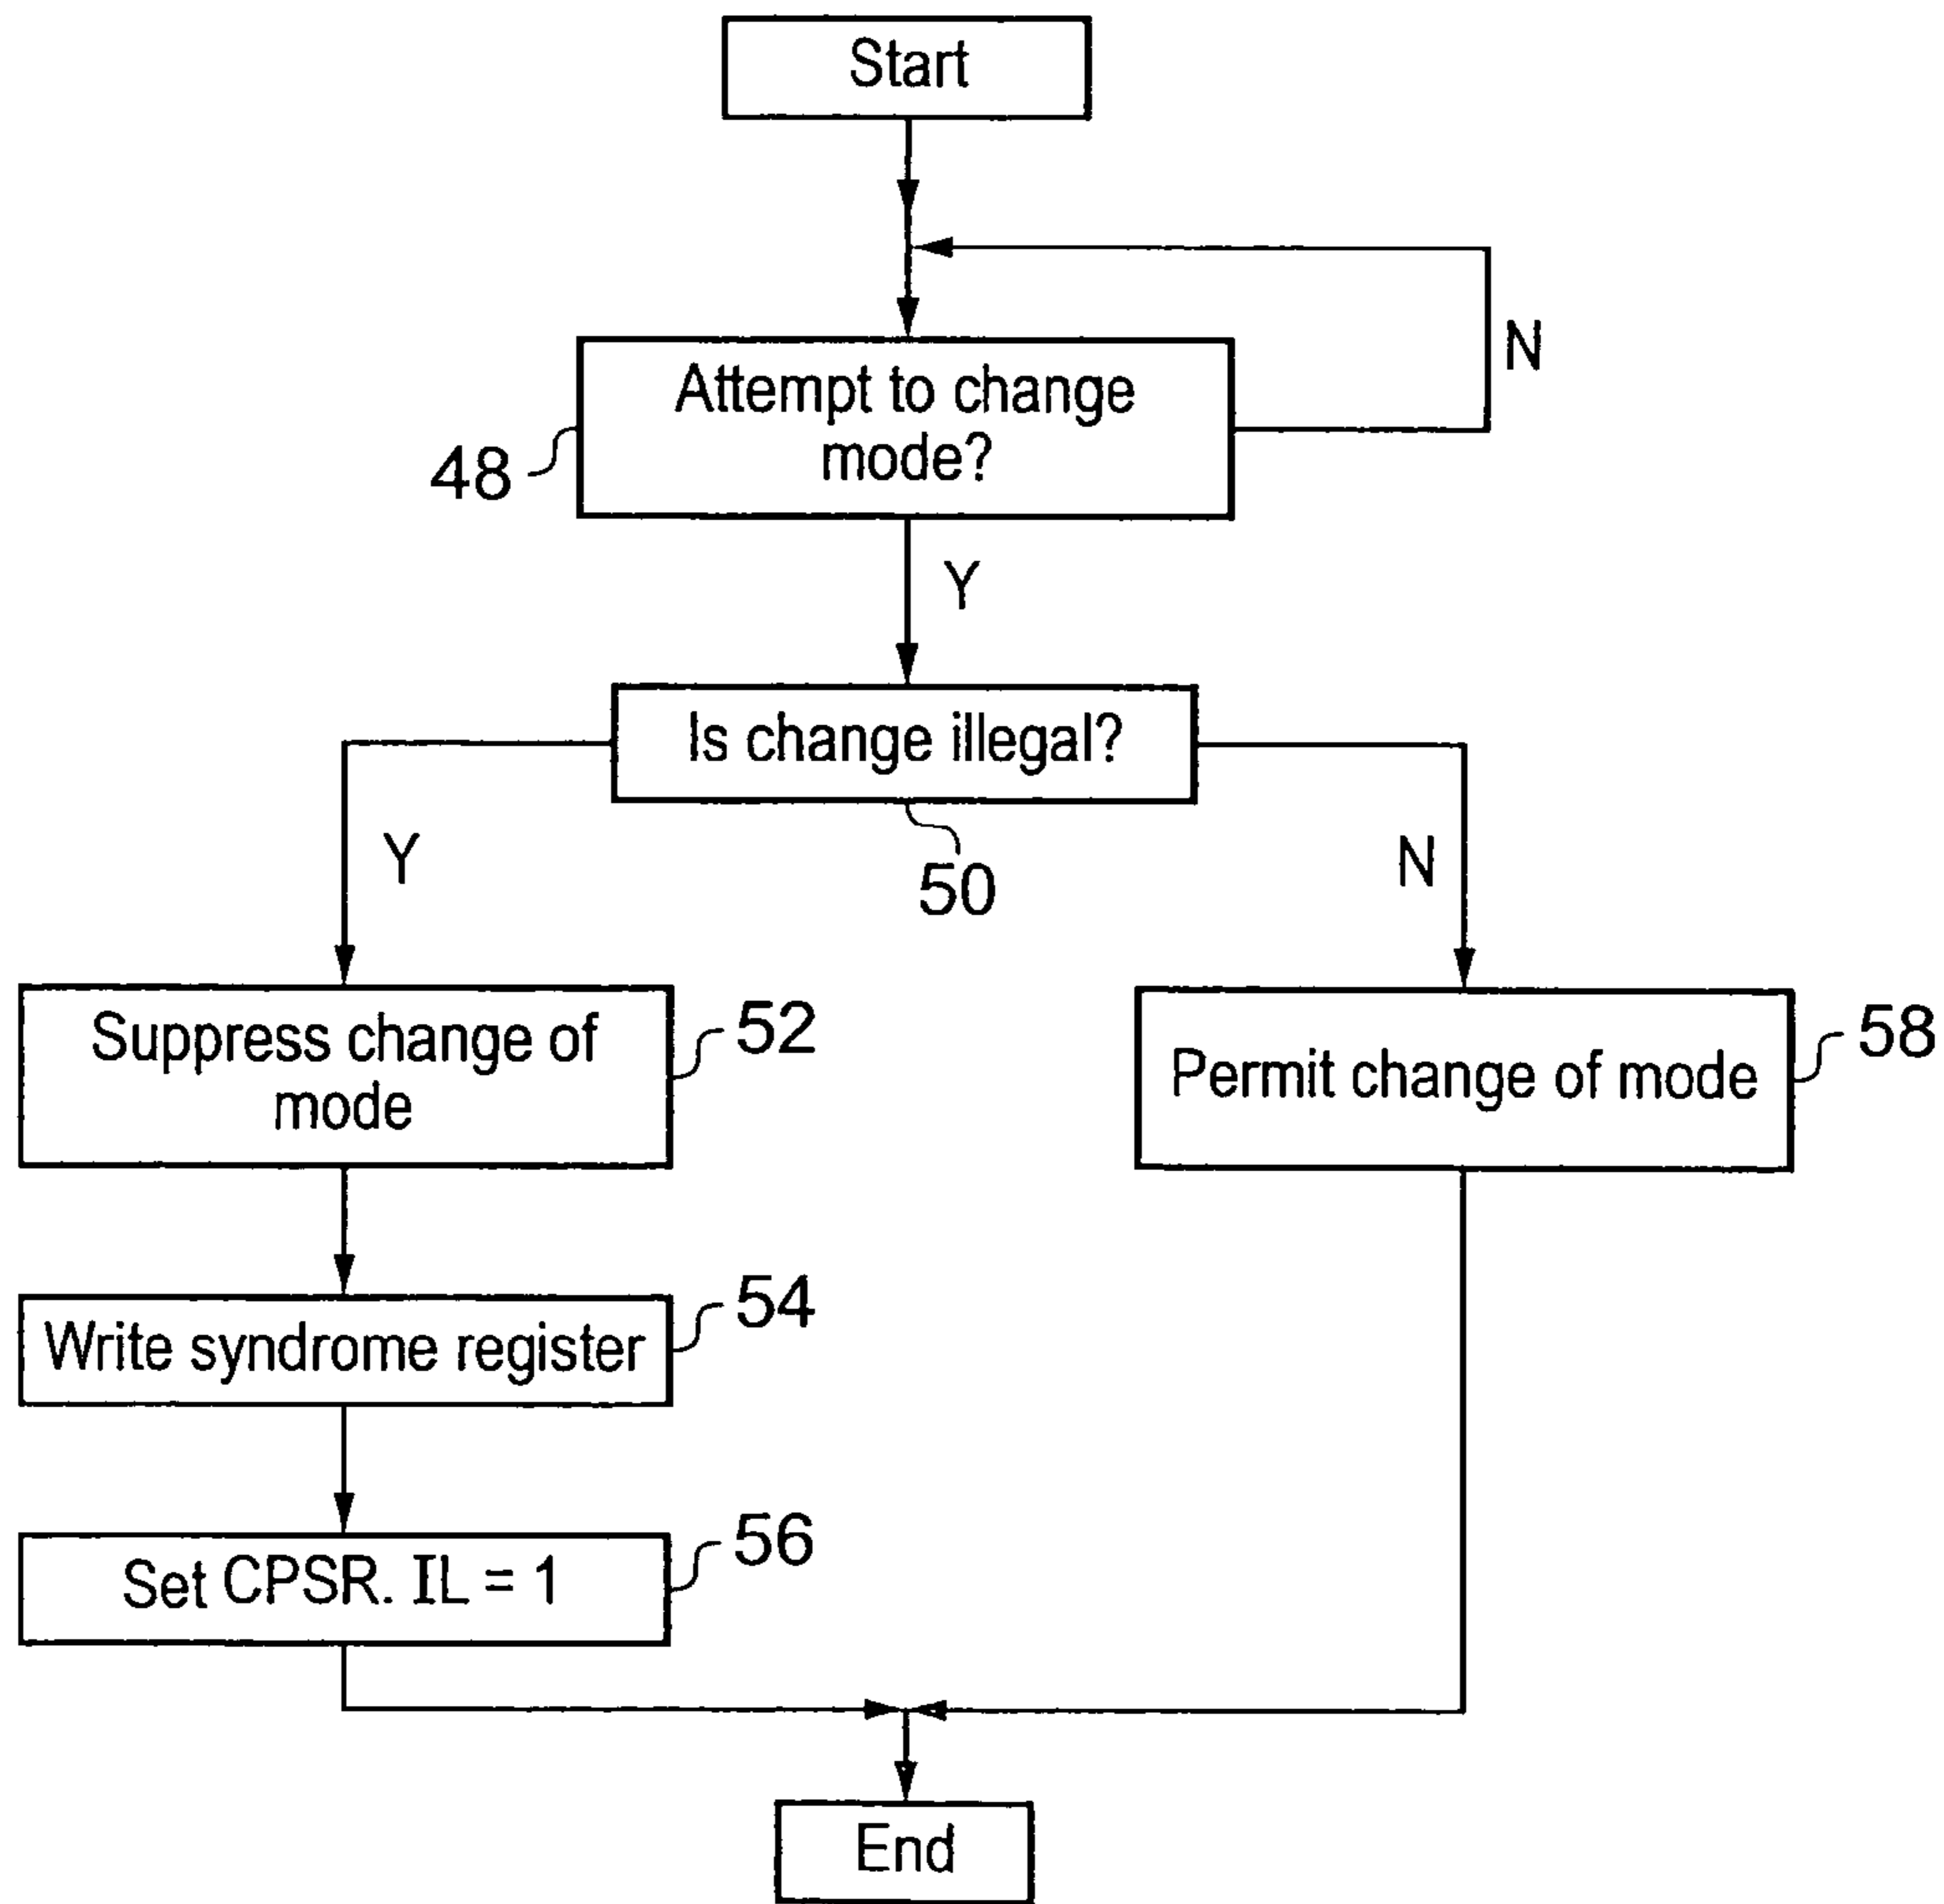 Start
N
Attempt to change
mode?
48
Y
Is change illegal?
50
Y
N
Suppress change of
mode
52
Permit change of mode
58
Write syndrome register
54
Set CPSR. IL = 1
56
End